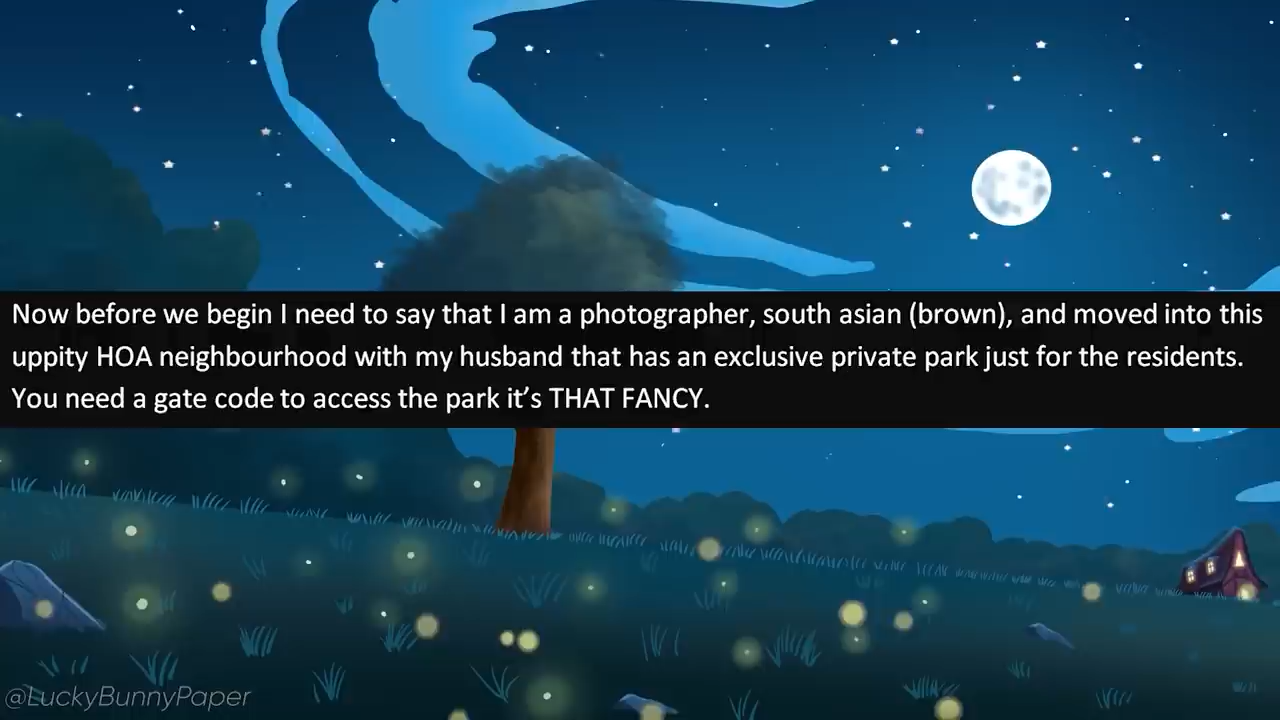 Now before we begin I need to say that I am a photographer, south asian (brown), and moved into this
uppity HOA neighbourhood with my husband that has an exclusive private park just for the residents.
You need a gate code to access the park it’s THAT FANCY.
@LuckyBunnyPaper